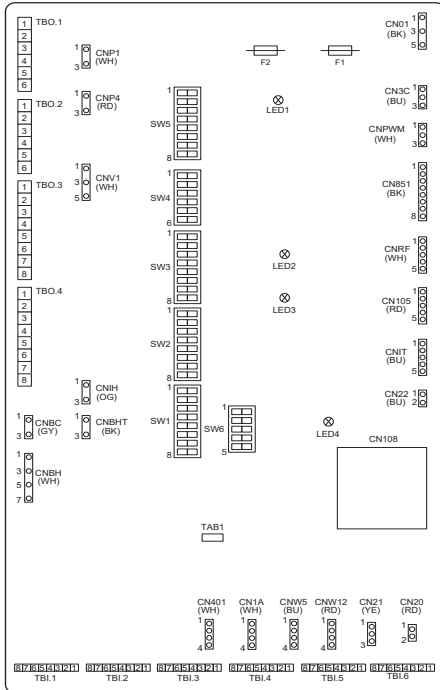 TBO.1
1
2
3
4
5
6
TBO.2
1
2
3
4
5
6
TBO.3
1
2
3
4
5
6
7
8
TBO.4
1
2
3
4
5
6
7
8
1
3
CNP1
(WH)
1
3
CNP4
(RD)
1
3
5
CNV1
(WH)
1
3
CNIH
(OG)
1
3
CNBC
(GY)
1
3
CNBHT
(BK)
1
3
5
7
CNBH
(WH)
1
SW5
8
1
SW4
6
1
SW3
8
1
SW2
8
1
SW1
8
1
SW6
5
F2
F1
LED1
LED2
LED3
LED4
CN01
(BK)
1
3
5
CN3C
(BU)
1
3
CNPWM
(WH)
1
3
CN851
(BK)
1
8
CNRF
(WH)
1
5
CN105
(RD)
1
5
CNIT
(BU)
1
5
CN22
(BU)
1
2
CN108
TAB1
CN401
(WH)
1
4
CN1A
(WH)
1
4
CNW5
(BU)
1
4
CNW12
(RD)
1
4
CN21
(YE)
1
3
CN20
(RD)
1
2
8 7 6 5 4 3 2 1
TBI.1
8 7 6 5 4 3 2 1
TBI.2
8 7 6 5 4 3 2 1
TBI.3
8 7 6 5 4 3 2 1
TBI.4
8 7 6 5 4 3 2 1
TBI.5
8 7 6 5 4 3 2 1
TBI.6